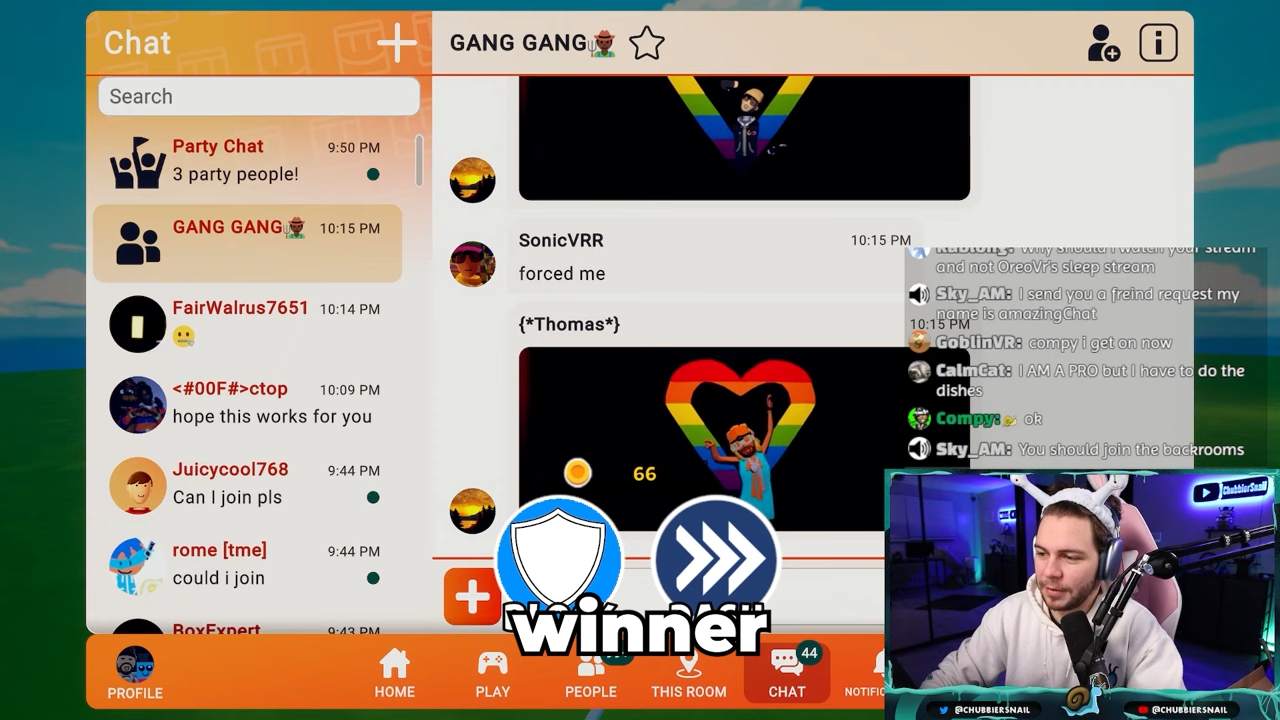 Chat
Search
Party Chat
9:50 PM
3 party people!
GANG GANG
10:15 PM
FairWalrus7651
10:14 PM
<#00F#>ctop
10:09 PM
hope this works for you
Juicycool768
9:44 PM
Can I join pls
rome [tme]
9:44 PM
could i join
BoxExpert
9:43 PM
GANG GANG
SonicVRR
10:15 PM
forced me
{*Thomas*}
10:15 PM
66
winner
Why should I watch your stream
and not OreoVr's sleep stream
Sky_AM: I send you a freind request my
name is amazingChat
GoblinVR: compy i get on now
CalmCat: I AM A PRO but I have to do the
dishes
Compy: ok
Sky_AM: You should join the backrooms
ChubbierSnail
PROFILE
HOME
PLAY
PEOPLE
THIS ROOM
44
CHAT
@CHUBBIERSNAIL
@CHUBBIERSNAIL